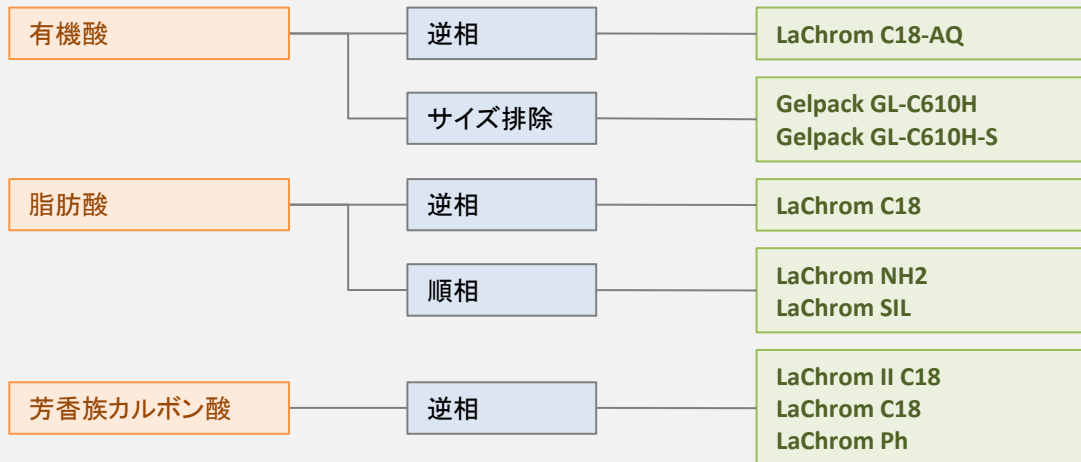 有機酸
逆相
LaChrom C18-AQ
サイズ排除
Gelpack GL-C610H
Gelpack GL-C610H-S
脂肪酸
逆相
LaChrom C18
順相
LaChrom NH2
LaChrom SIL
芳香族カルボン酸
逆相
LaChrom II C18
LaChrom C18
LaChrom Ph